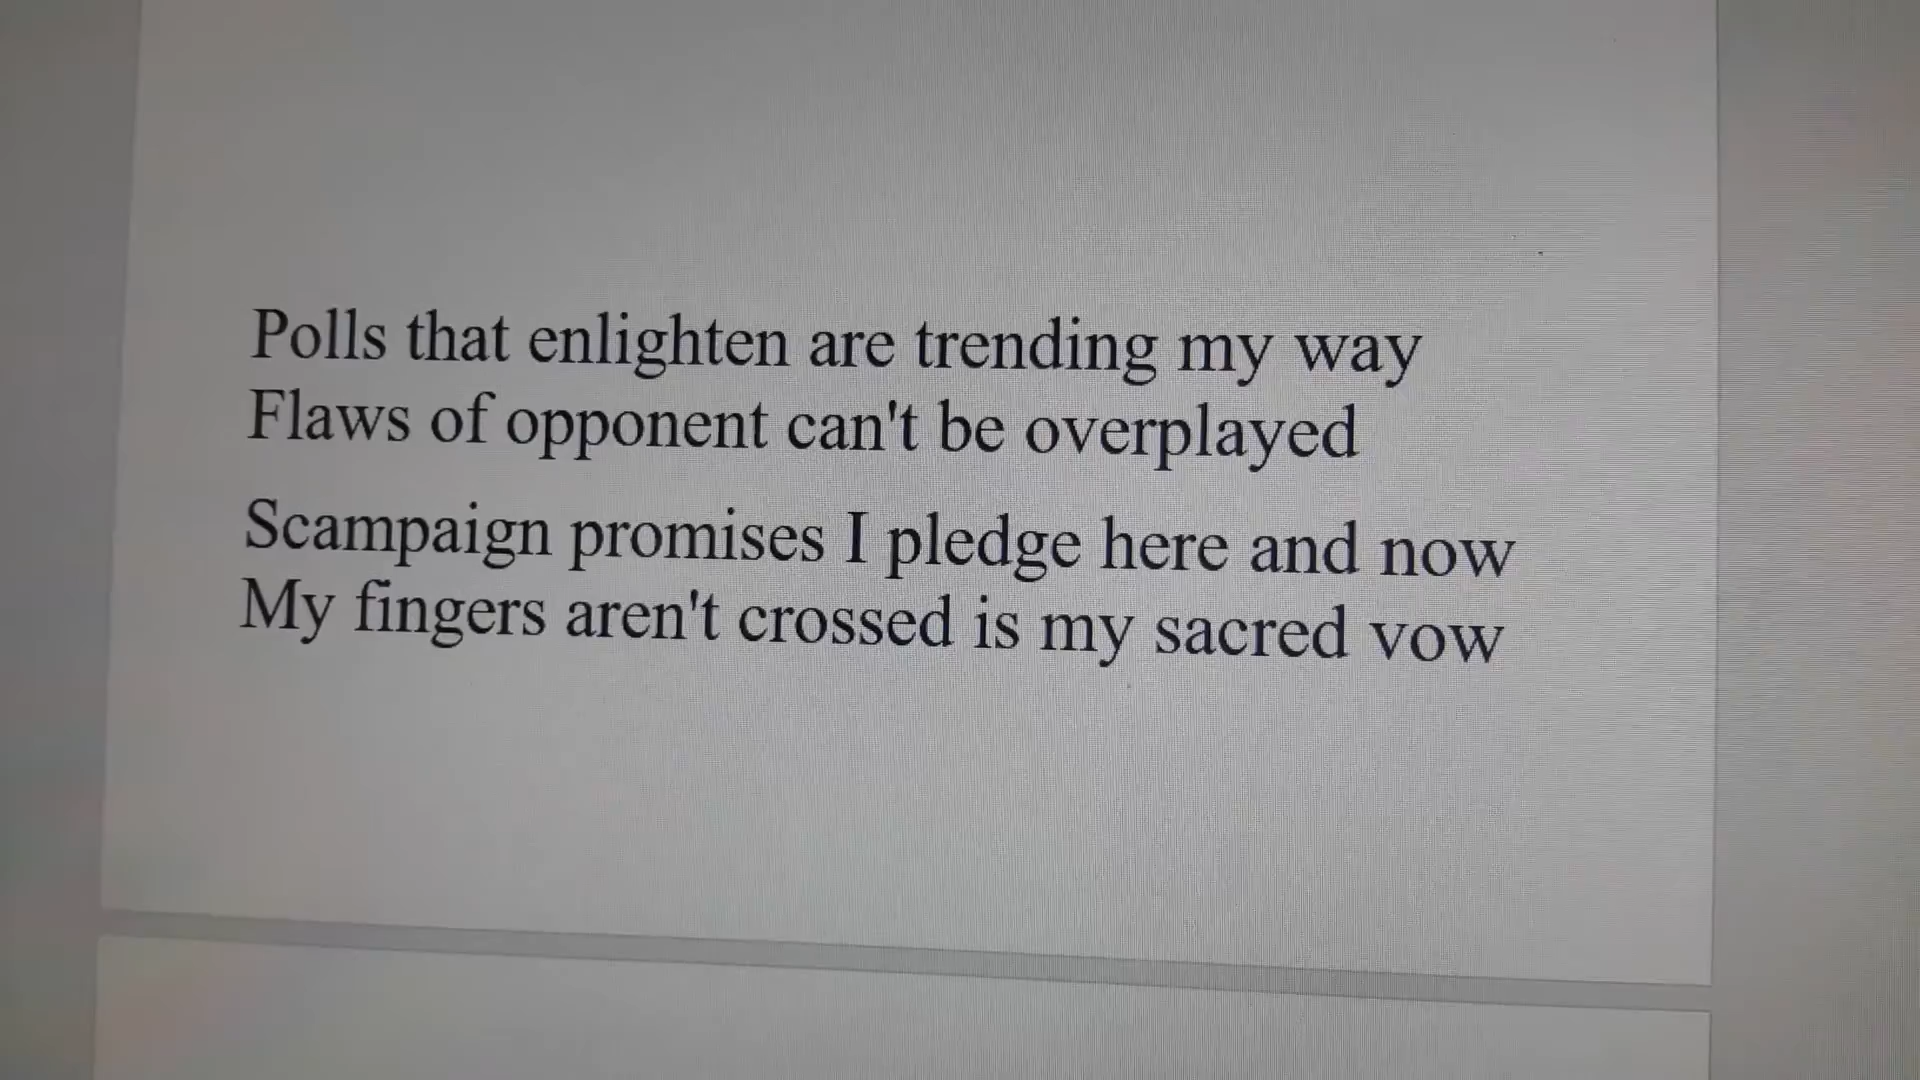 Polls that enlighten are trending my way
Flaws of opponent can't be overplayed
Scampaign promises I pledge here and now
My fingers aren't crossed is my sacred vow